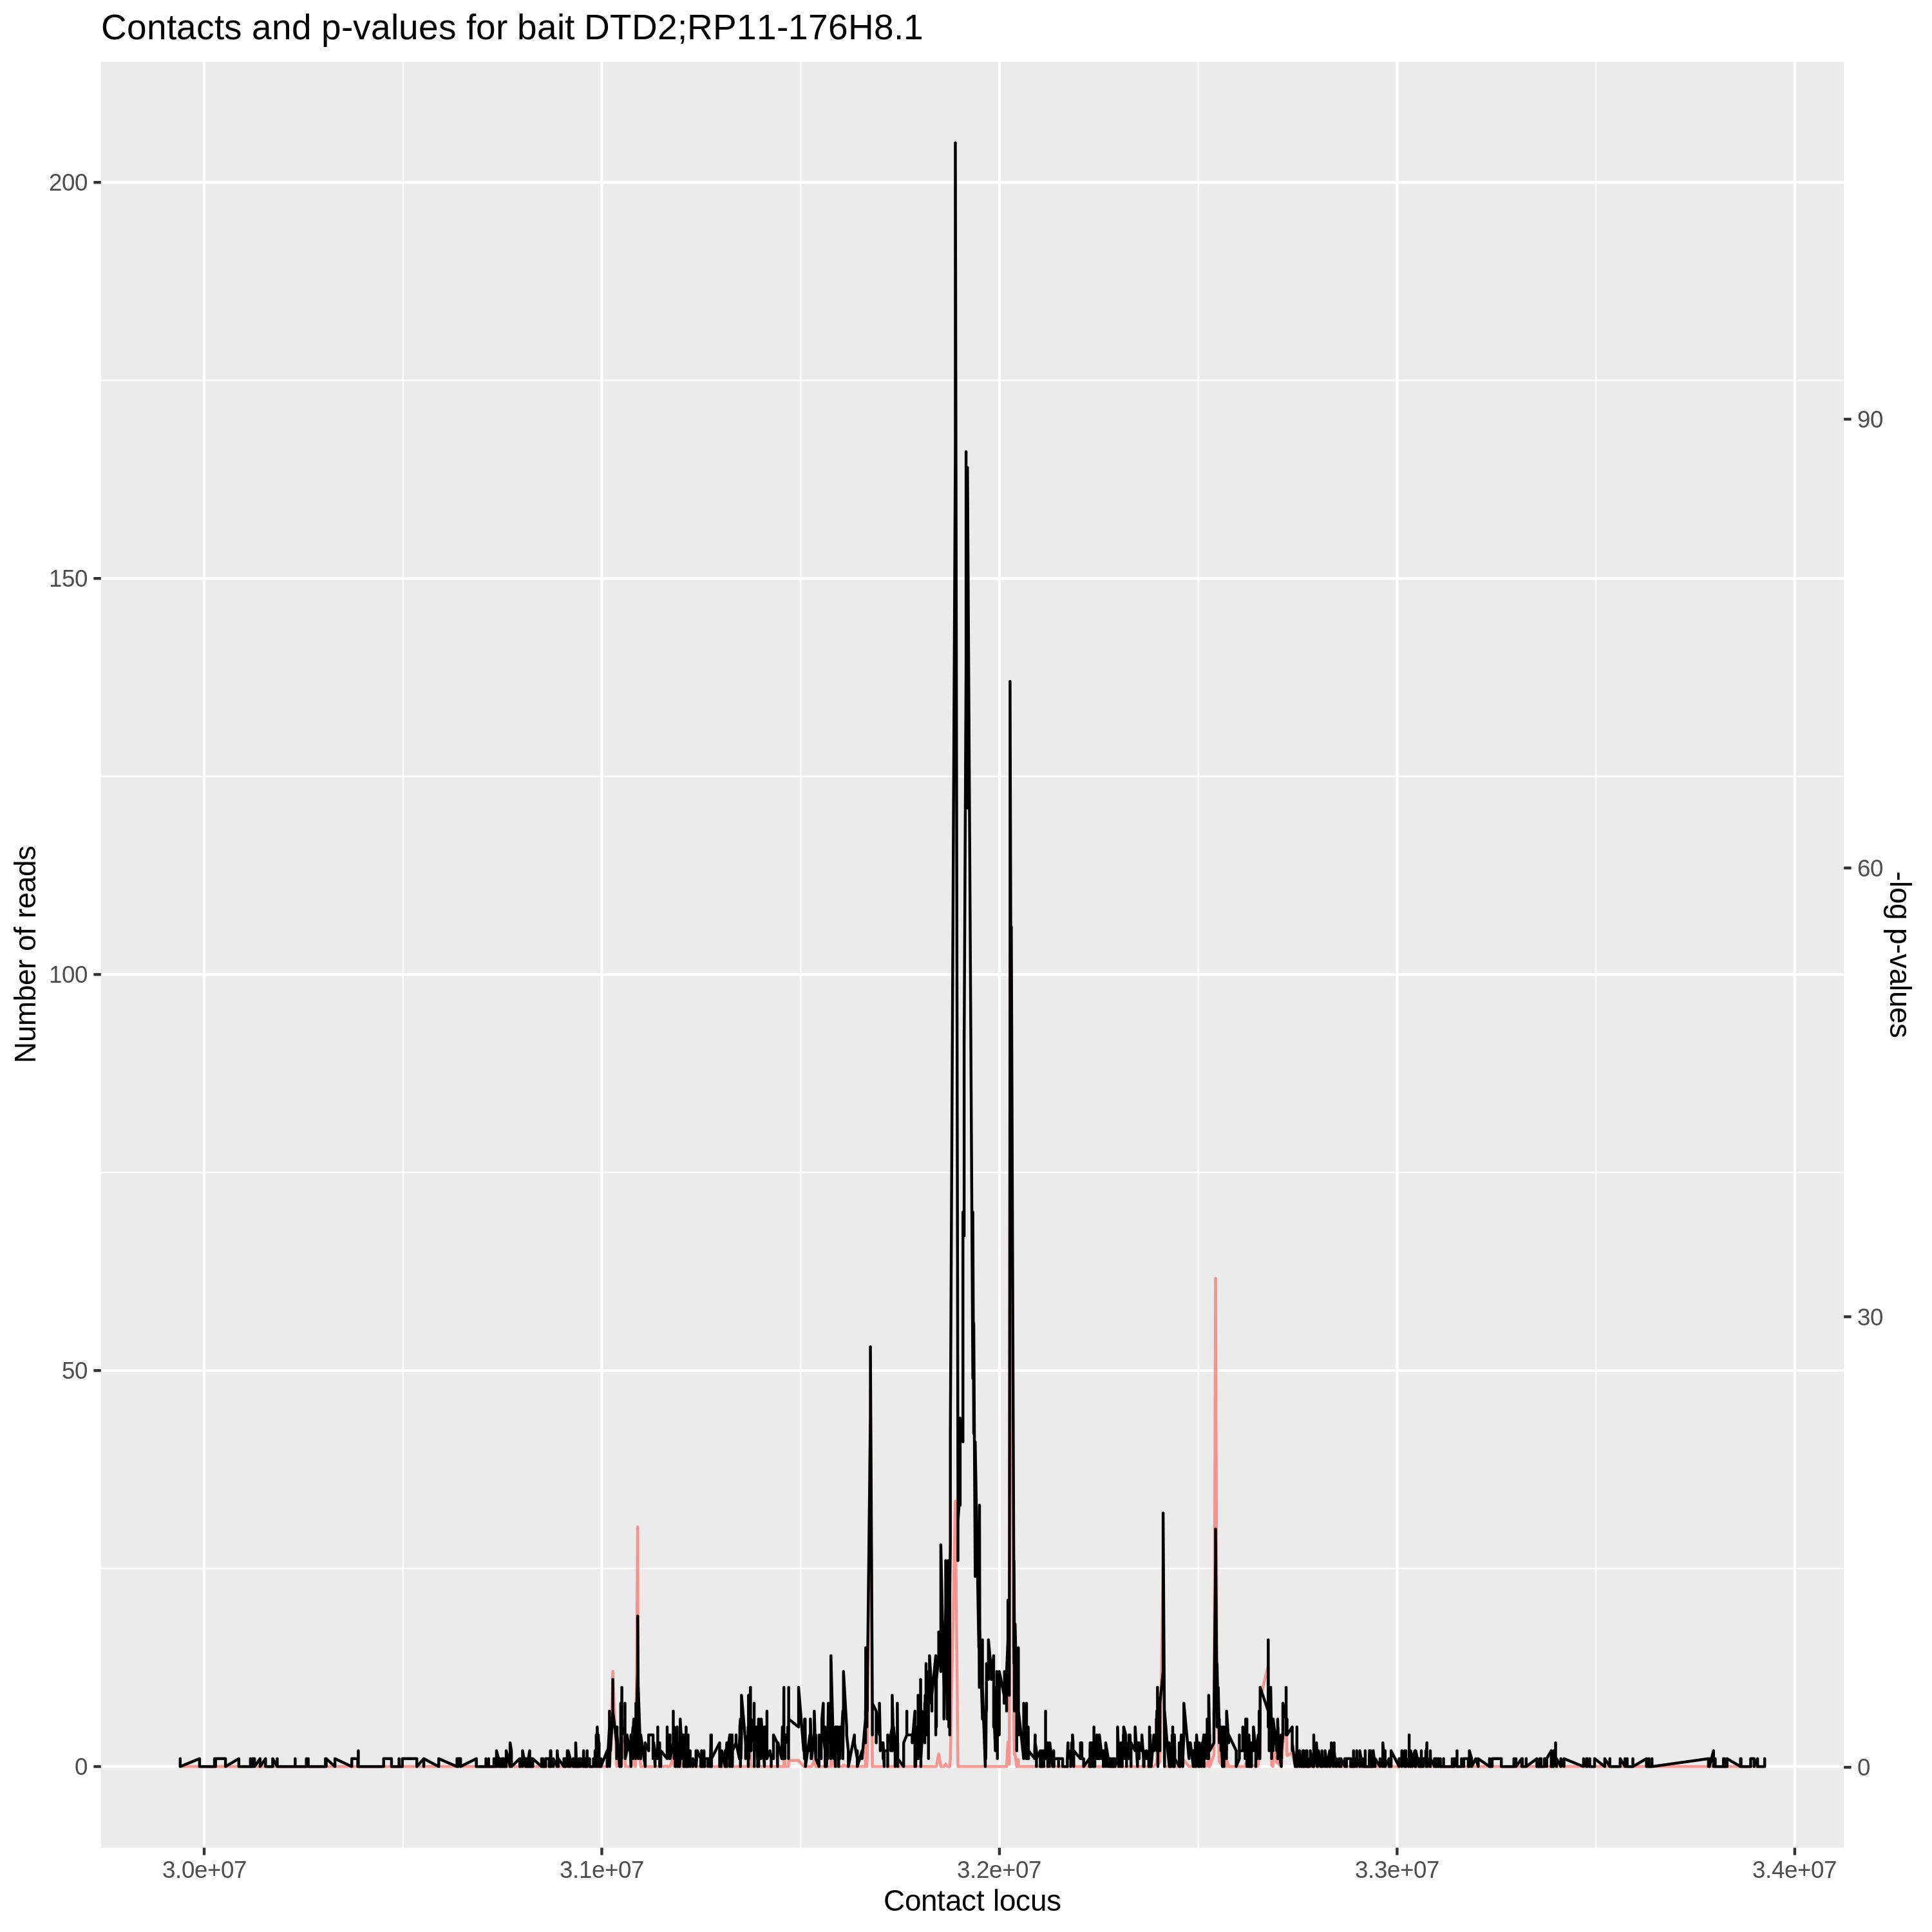 Contacts and p-values for bait DTD2;RP11-176H8.1
Number of reads
200
150
100
50
0
90
60
30
0
-log p-values
3.0e+07
3.1e+07
3.2e+07
3.3e+07
3.4e+07
Contact locus